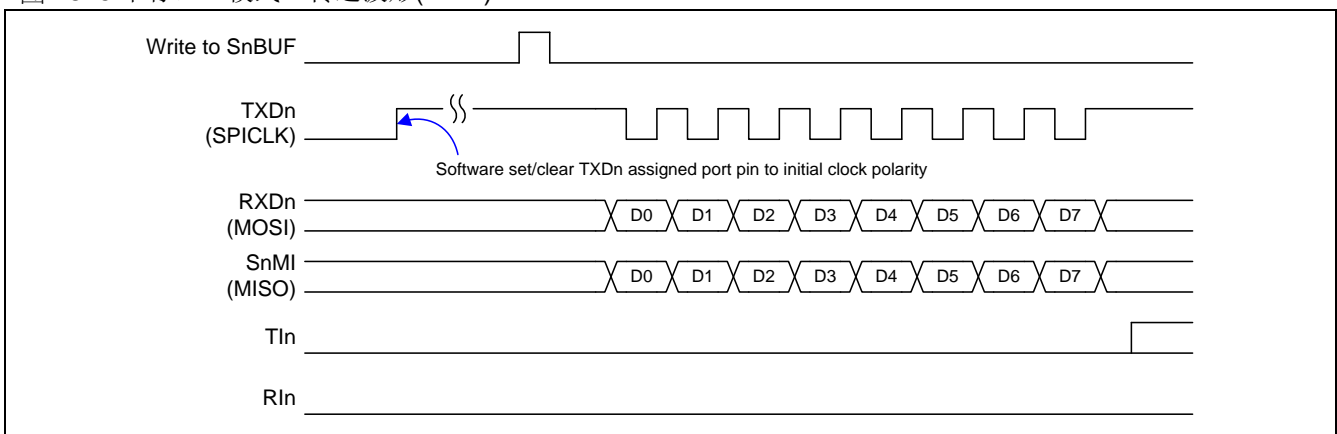 Write to SnBUF
TXDn
(SPICLK)
Software set/clear TXDn assigned port pin to initial clock polarity
RXDn
(MOSI)
D0 D1 D2 D3 D4 D5 D6 D7
SnMI
(MISO)
D0 D1 D2 D3 D4 D5 D6 D7
TIn
RIn